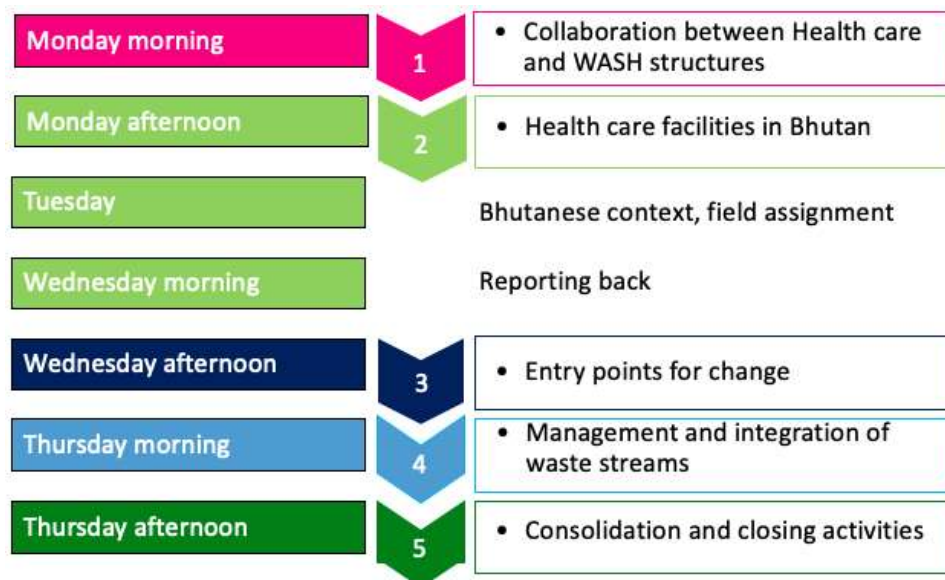 Monday morning
1
• Collaboration between Health care
and WASH structures
Monday afternoon
2
• Health care facilities in Bhutan
Tuesday
Bhutanese context, field assignment
Wednesday morning
Reporting back
Wednesday afternoon
3
• Entry points for change
Thursday morning
4
• Management and integration of
waste streams
Thursday afternoon
5
• Consolidation and closing activities